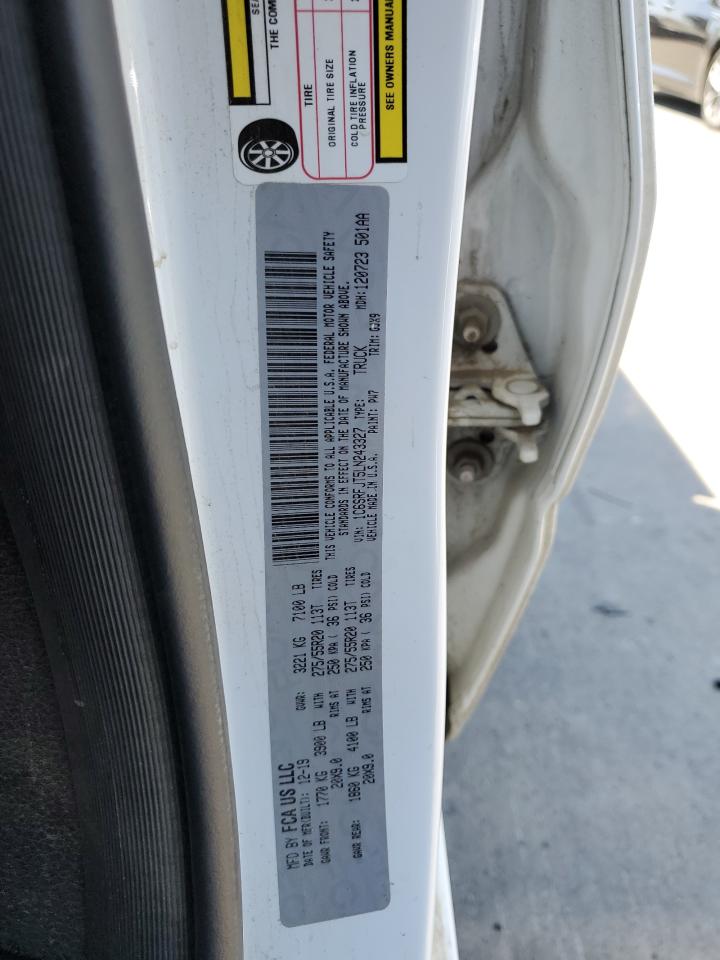 SEA
THE COM
TIRE
ORIGINAL TIRE SIZE
COLD TIRE INFLATION
PRESSURE
SEE OWNERS MANUA
MFD BY FCA US LLC
DATE OF MFR(BUILT): 12-19 GVWR: 3221 KG 7100 LB
GAWR FRONT: 1770 KG 3900 LB WITH 275/55R20 113T TIRES
20X9.0 RIMS AT 250 KPA ( 36 PSI) COLD
GAWR REAR: 1860 KG 4100 LB WITH 275/55R20 113T TIRES
20X9.0 RIMS AT 250 KPA ( 36 PSI) COLD
THIS VEHICLE CONFORMS TO ALL APPLICABLE U.S.A. FEDERAL MOTOR VEHICLE SAFETY
STANDARDS IN EFFECT ON THE DATE OF MANUFACTURE SHOWN ABOVE.
VIN: 1C6SRFJT5LN243327 TYPE: TRUCK MDH:120723 501AA
VEHICLE MADE IN U.S.A. PAINT: PW7 TRIM: GJX9